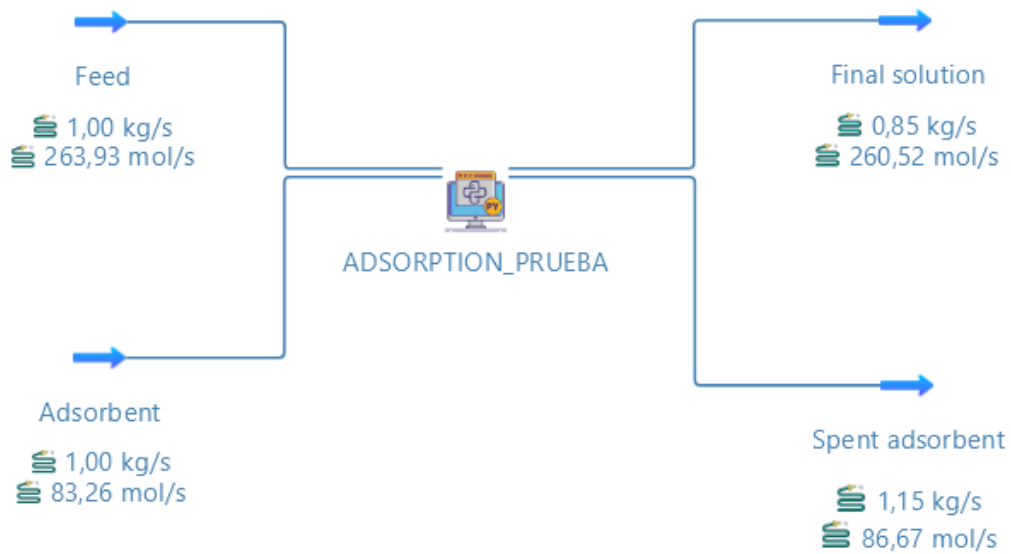 Feed
1,00 kg/s
263,93 mol/s
Final solution
0,85 kg/s
260,52 mol/s
PY
ADSORPTION_PRUEBA
Adsorbent
1,00 kg/s
83,26 mol/s
Spent adsorbent
1,15 kg/s
86,67 mol/s